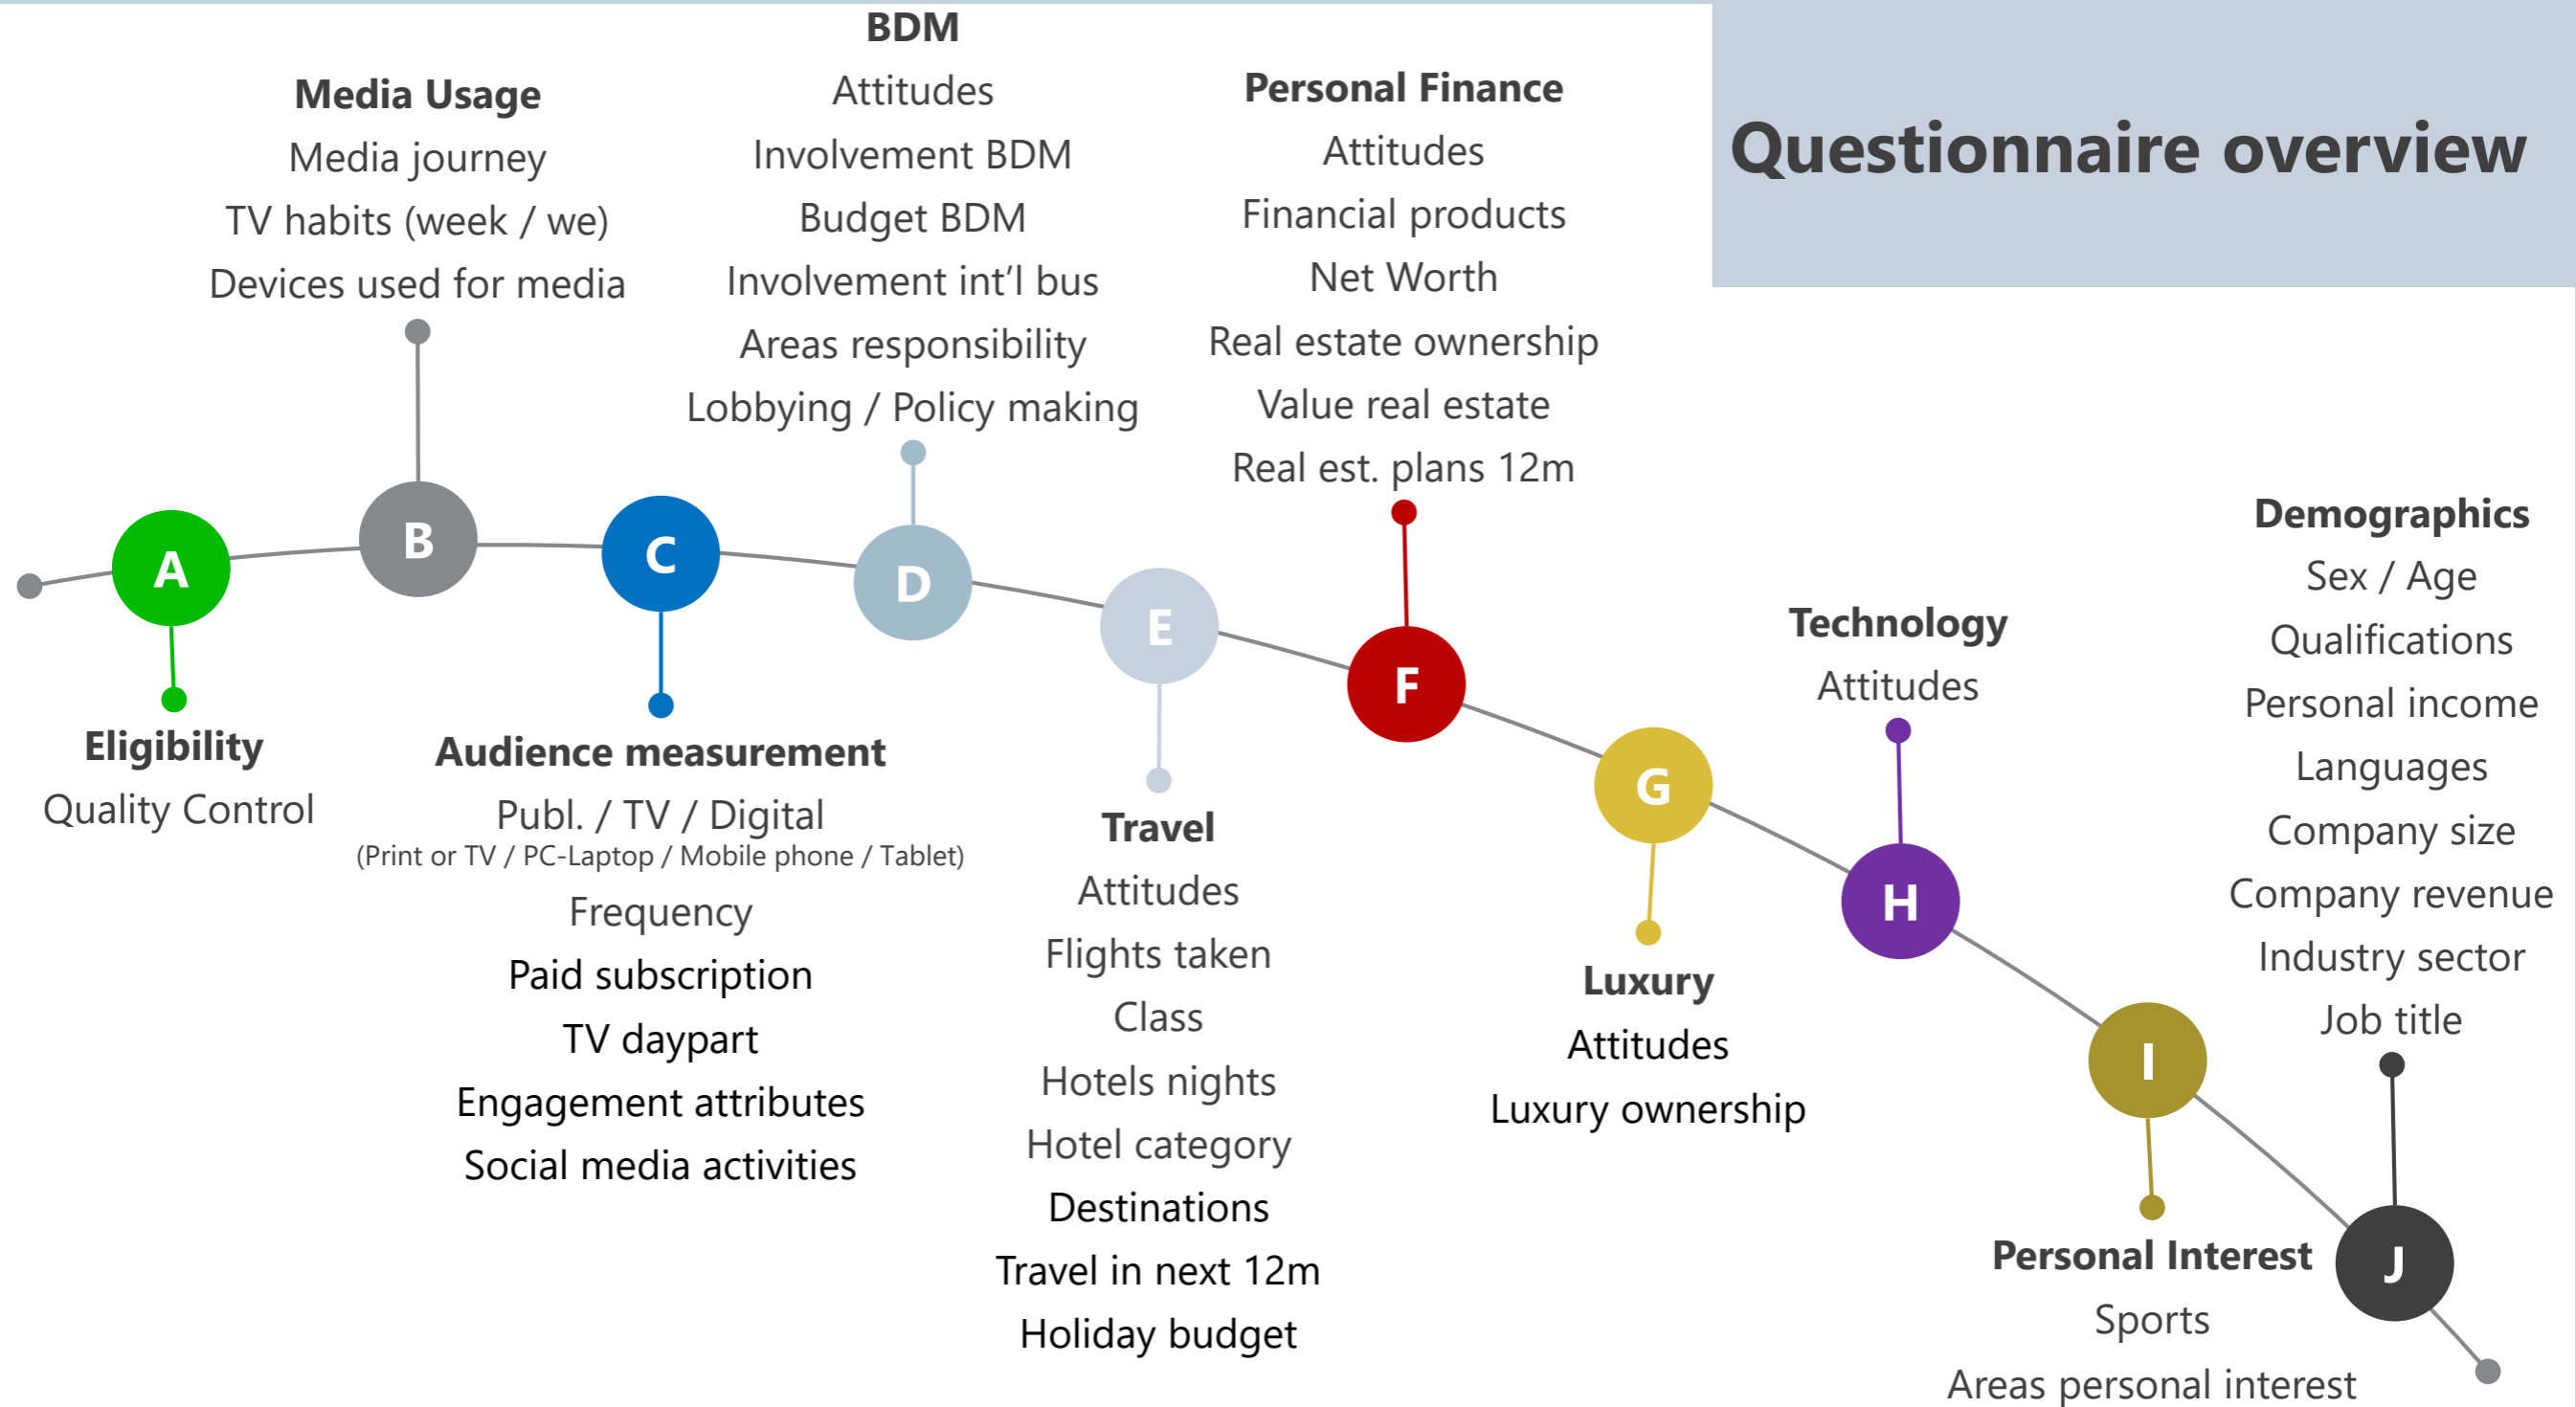 Questionnaire overview
A
Eligibility
Quality Control
B
Media Usage
Media journey
TV habits (week / we)
Devices used for media
C
Audience measurement
Publ. / TV / Digital
(Print or TV / PC-Laptop / Mobile phone / Tablet)
Frequency
Paid subscription
TV daypart
Engagement attributes
Social media activities
D
BDM
Attitudes
Involvement BDM
Budget BDM
Involvement int’l bus
Areas responsibility
Lobbying / Policy making
E
Travel
Attitudes
Flights taken
Class
Hotels nights
Hotel category
Destinations
Travel in next 12m
Holiday budget
F
Personal Finance
Attitudes
Financial products
Net Worth
Real estate ownership
Value real estate
Real est. plans 12m
G
Luxury
Attitudes
Luxury ownership
H
Technology
Attitudes
I
Personal Interest
Sports
Areas personal interest
J
Demographics
Sex / Age
Qualifications
Personal income
Languages
Company size
Company revenue
Industry sector
Job title